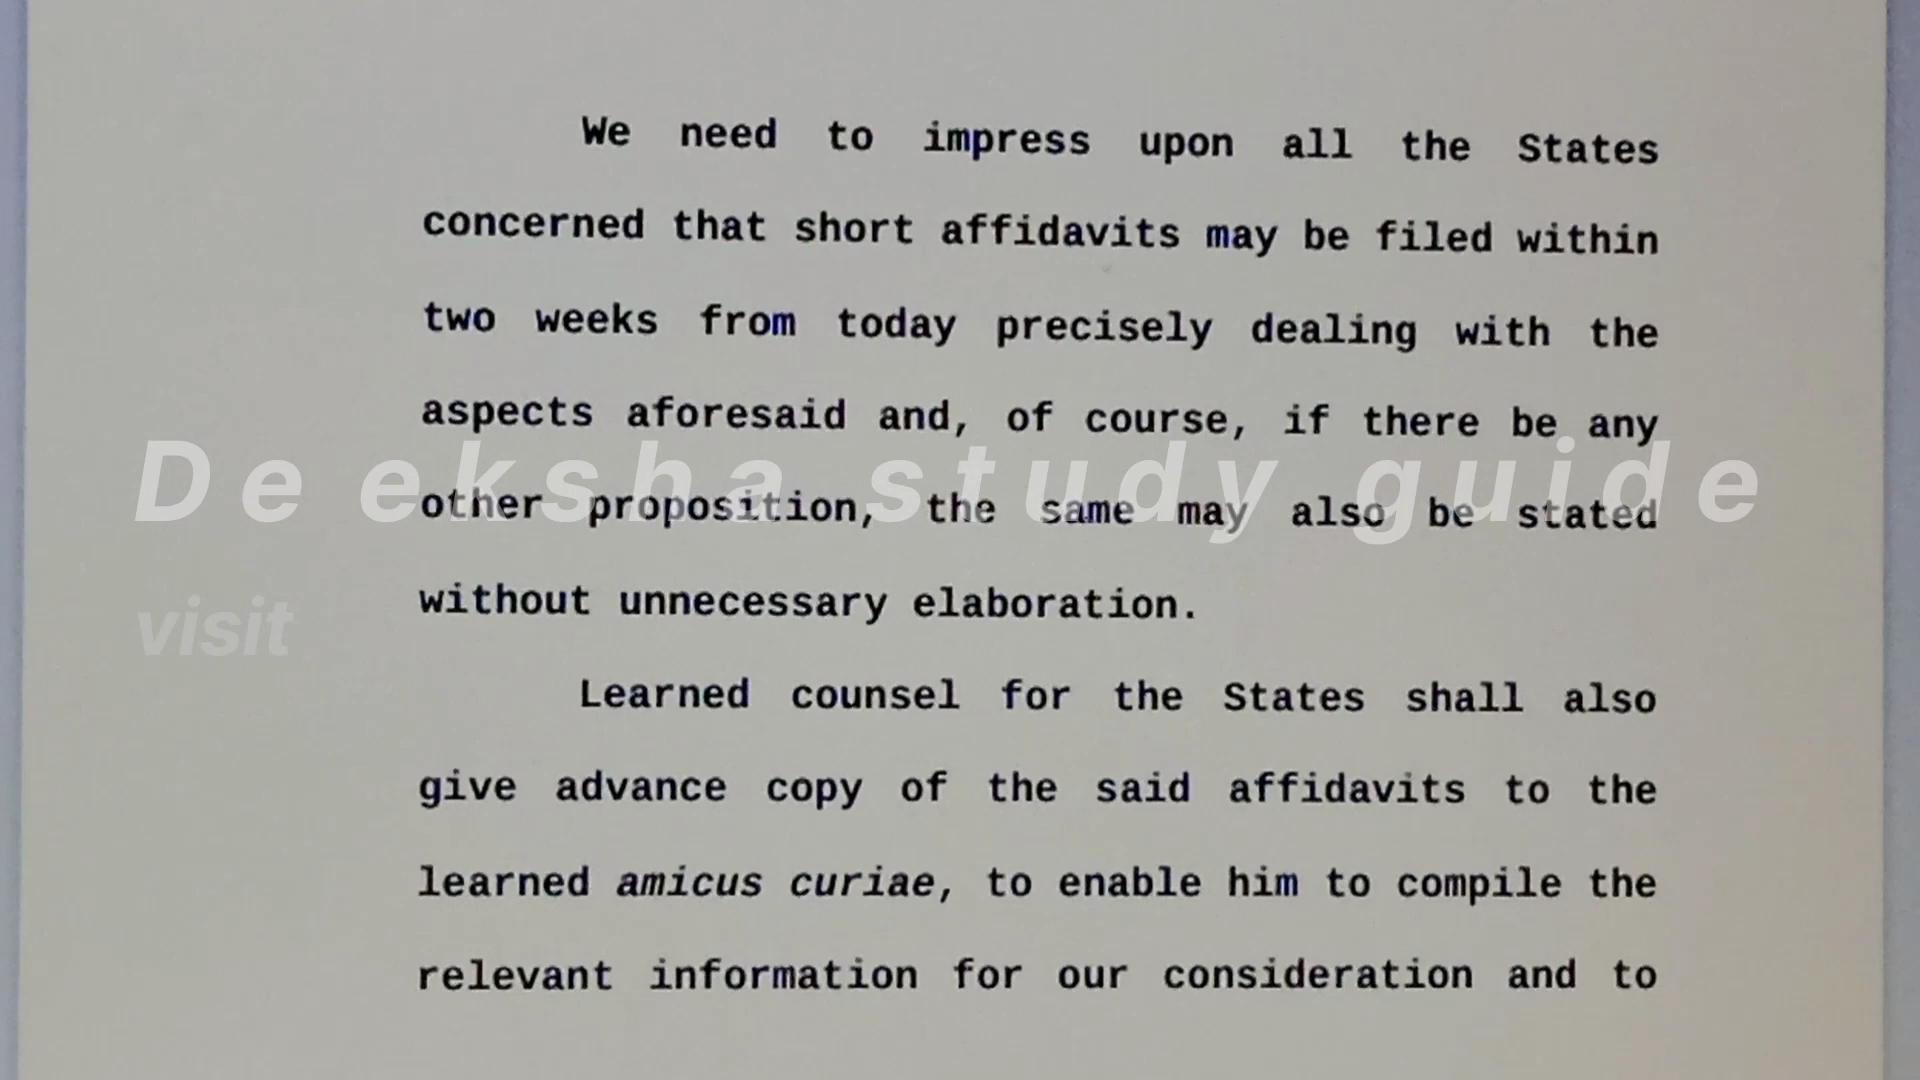 We need to impress upon all the States
concerned that short affidavits may be filed within
two weeks from today precisely dealing with the
aspects aforesaid and, of course, if there be any
De eksha study guide
other proposition, the same may also be stated
without unnecessary elaboration.
visit
Learned counsel for the States shall also
give advance copy of the said affidavits to the
learned amicus curiae, to enable him to compile the
relevant information for our consideration and to